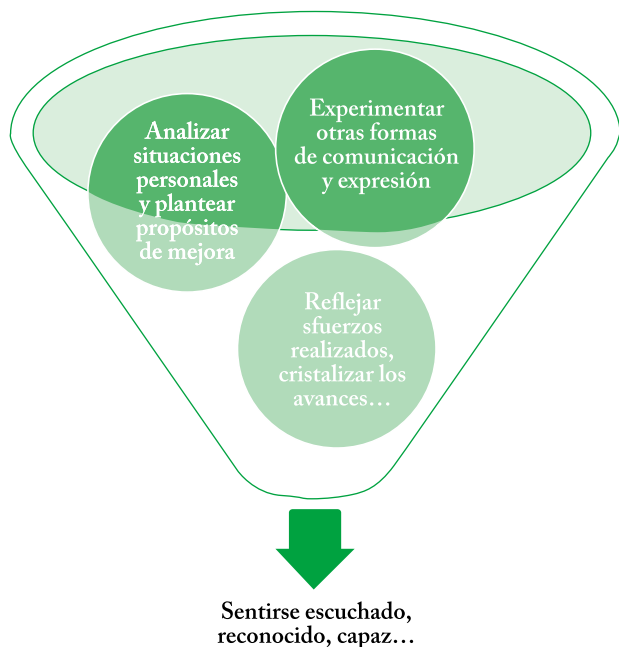 Analizar
situaciones
personales
y plantear
propósitos
de mejora
Experimentar
otras formas
de comunicación
y expresión
Reflejar
sfuerzos
realizados,
cristalizar los
avances…
Sentirse escuchado,
reconocido, capaz…